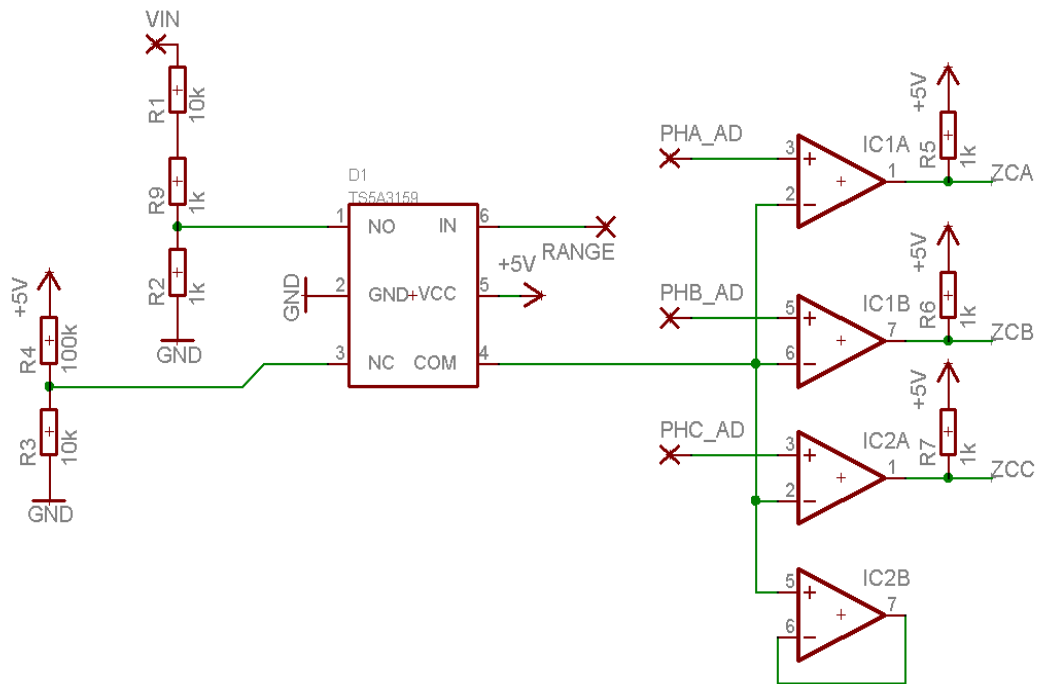 VIN
R1
10k
R9
1k
R2
1k
GND
+5V
R4
100k
R3
10k
GND
D1
TS5A3159
1
NO
IN
6
RANGE
GND
2
GND
VCC
5
+5V
3
NC
COM
4
PHA_AD
3
2
IC1A
1
+5V
R5
1k
ZCA
PHB_AD
5
6
IC1B
7
+5V
R6
1k
ZCB
PHC_AD
3
2
IC2A
1
+5V
R7
1k
ZCC
5
6
IC2B
7